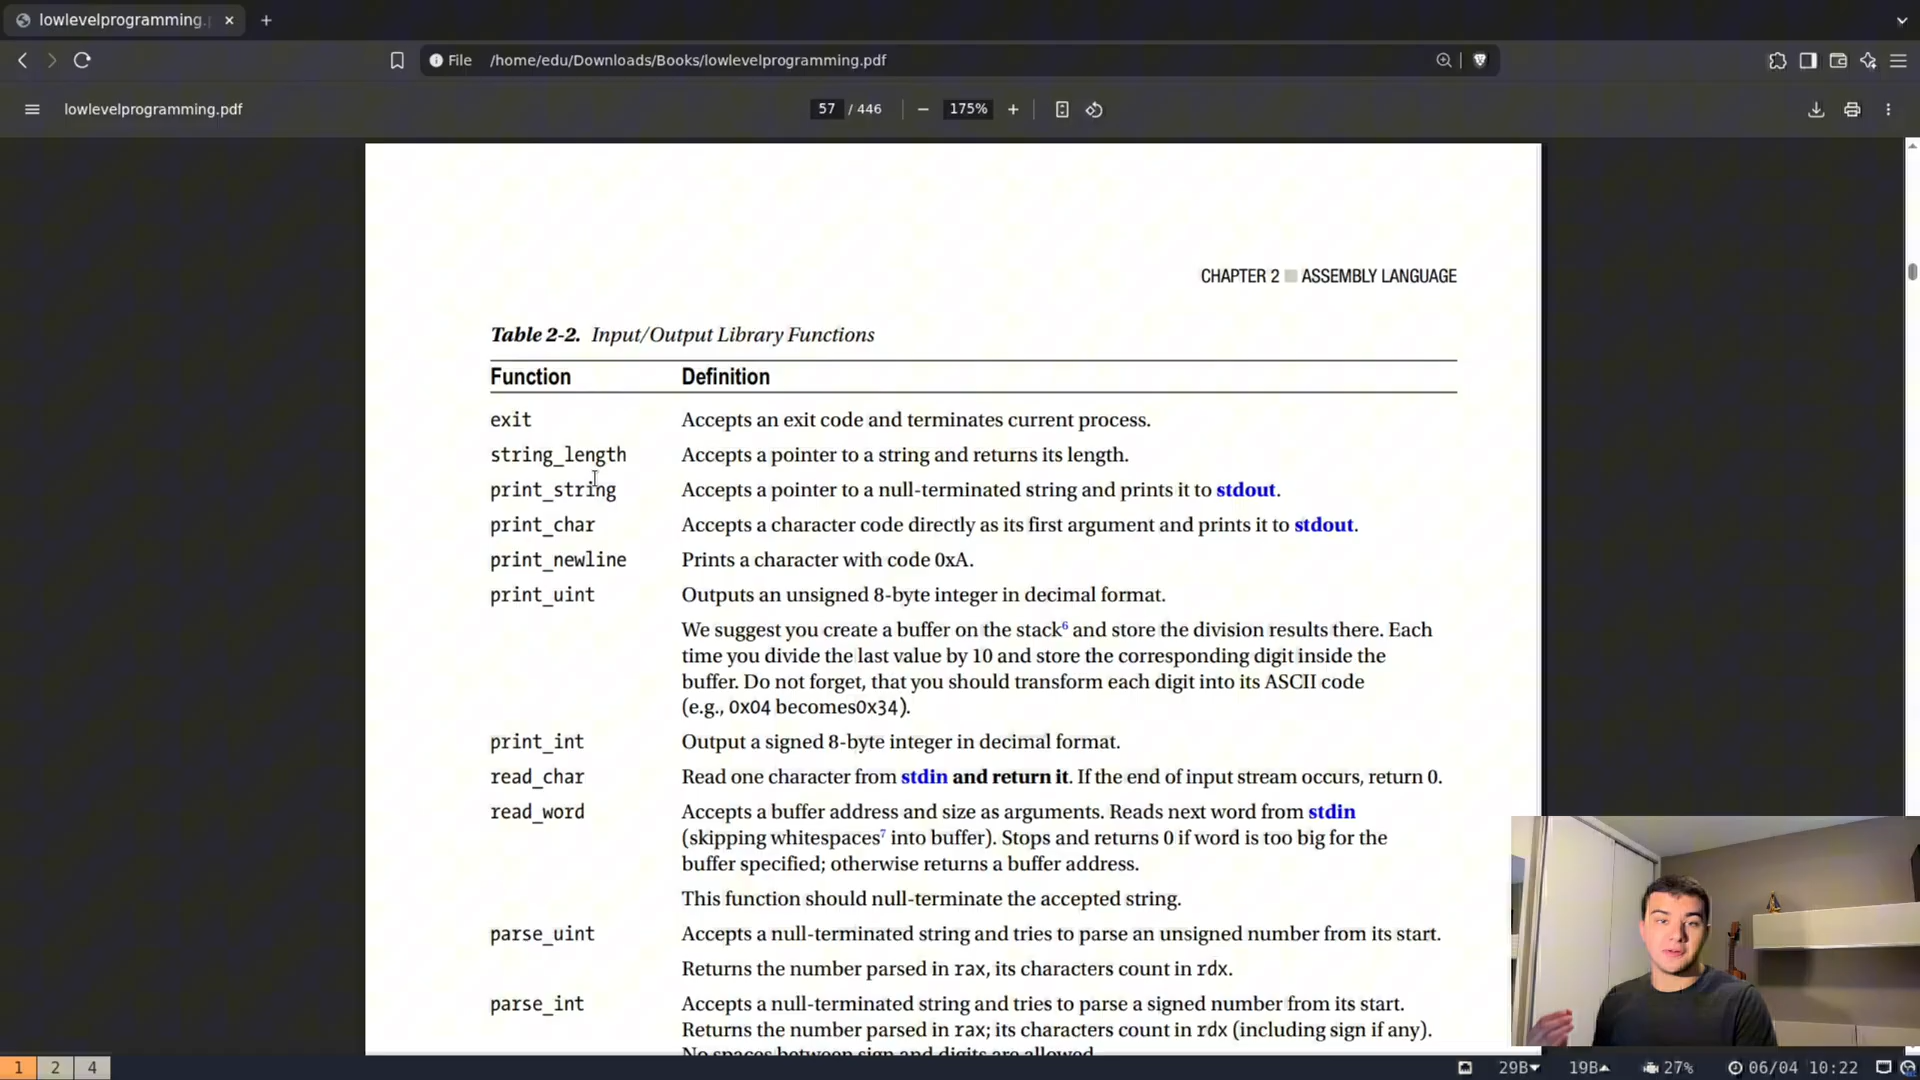 lowlevelprogramming.
File /home/edu/Downloads/Books/lowlevelprogramming.pdf
lowlevelprogramming.pdf
57 / 446
175%
CHAPTER 2 ASSEMBLY LANGUAGE
Table 2-2. Input/Output Library Functions
Function Definition
exit Accepts an exit code and terminates current process.
string_length Accepts a pointer to a string and returns its length.
print_string Accepts a pointer to a null-terminated string and prints it to stdout.
print_char Accepts a character code directly as its first argument and prints it to stdout.
print_newline Prints a character with code 0xA.
print_uint Outputs an unsigned 8-byte integer in decimal format.
We suggest you create a buffer on the stack6 and store the division results there. Each
time you divide the last value by 10 and store the corresponding digit inside the
buffer. Do not forget, that you should transform each digit into its ASCII code
(e.g., 0x04 becomes0x34).
print_int Output a signed 8-byte integer in decimal format.
read_char Read one character from stdin and return it. If the end of input stream occurs, return 0.
read_word Accepts a buffer address and size as arguments. Reads next word from stdin
(skipping whitespaces7 into buffer). Stops and returns 0 if word is too big for the
buffer specified; otherwise returns a buffer address.
This function should null-terminate the accepted string.
parse_uint Accepts a null-terminated string and tries to parse an unsigned number from its start.
Returns the number parsed in rax, its characters count in rdx.
parse_int Accepts a null-terminated string and tries to parse a signed number from its start.
Returns the number parsed in rax; its characters count in rdx (including sign if any).
No spaces between sign and digits are allowed.
1 2 4
29B 19B 27% 06/04 10:22